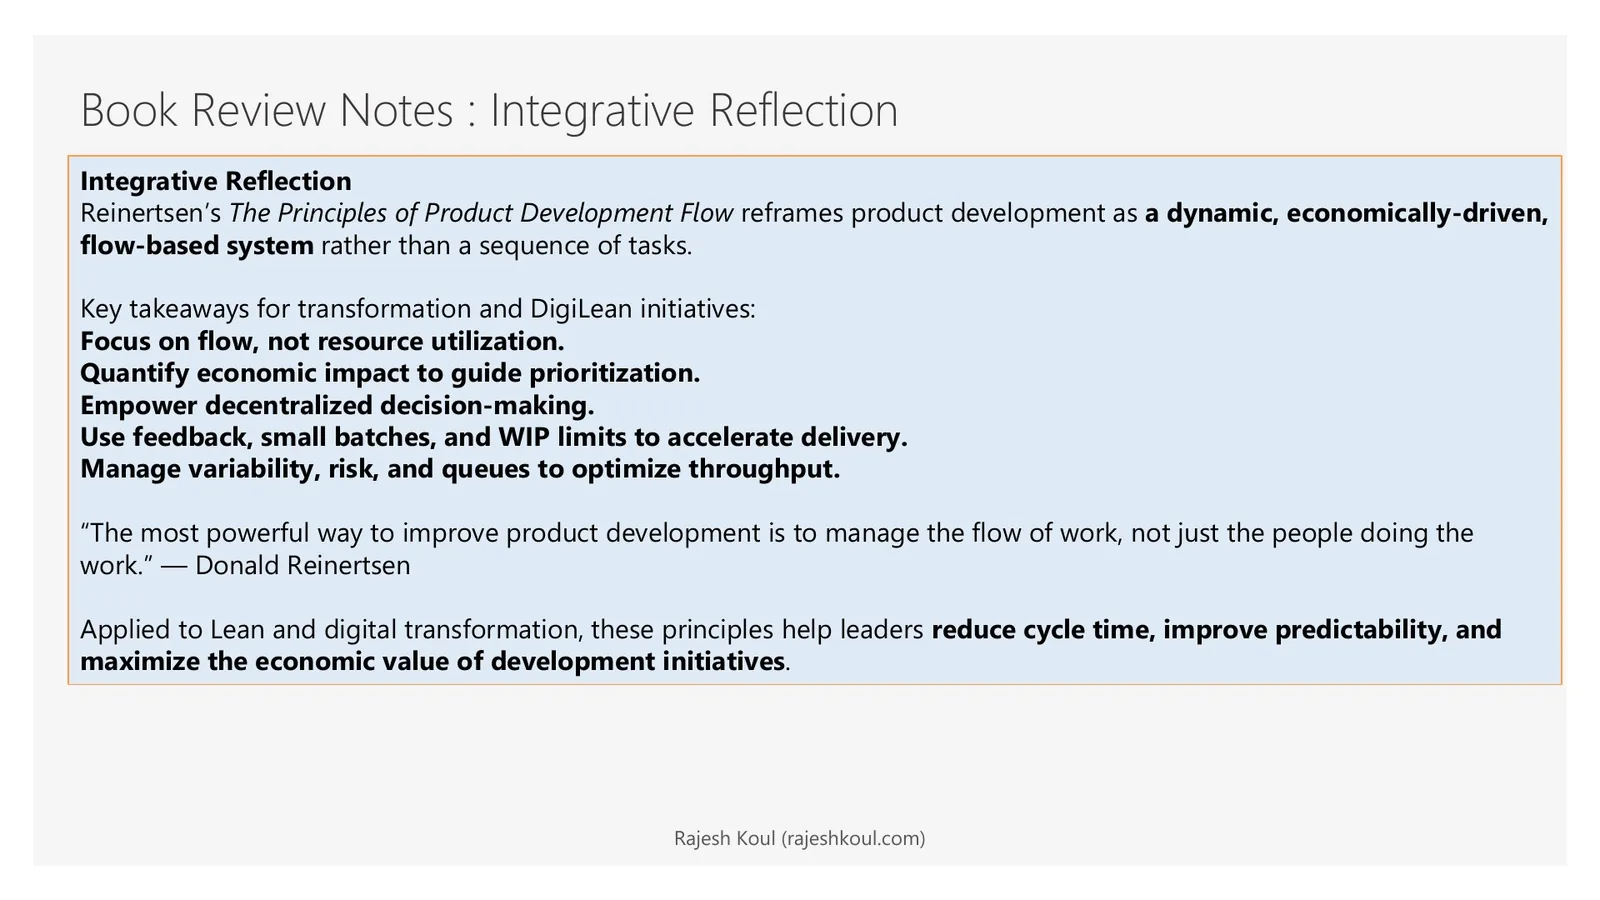 Book Review Notes : Integrative Reflection
Integrative Reflection
Reinertsen’s The Principles of Product Development Flow reframes product development as a dynamic, economically-driven,
flow-based system rather than a sequence of tasks.
Key takeaways for transformation and DigiLean initiatives:
Focus on flow, not resource utilization.
Quantify economic impact to guide prioritization.
Empower decentralized decision-making.
Use feedback, small batches, and WIP limits to accelerate delivery.
Manage variability, risk, and queues to optimize throughput.
“The most powerful way to improve product development is to manage the flow of work, not just the people doing the
work.” — Donald Reinertsen
Applied to Lean and digital transformation, these principles help leaders reduce cycle time, improve predictability, and
maximize the economic value of development initiatives.
Rajesh Koul (rajeshkoul.com)